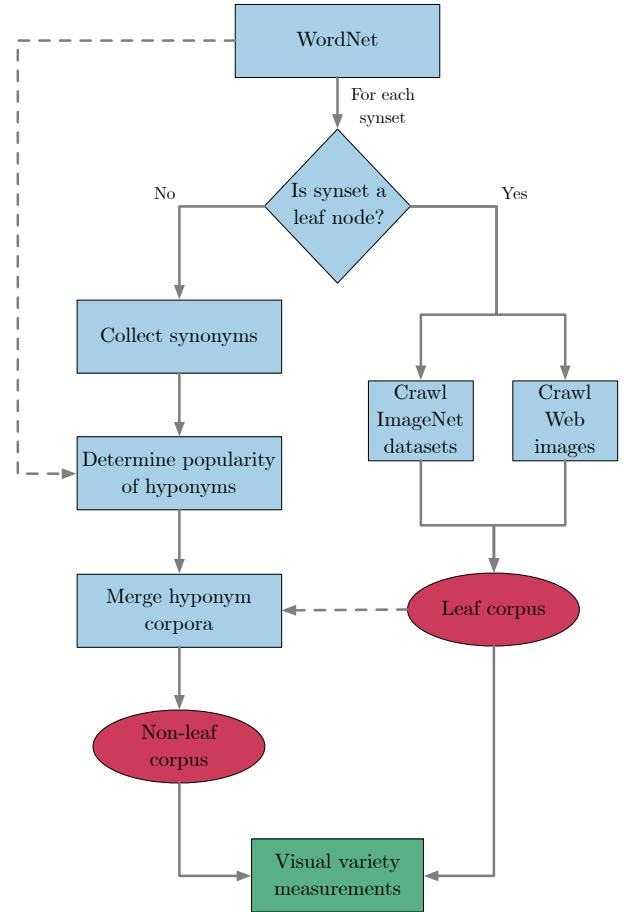 WordNet
For each
synset
Is synset a
leaf node?
No
Yes
Collect synonyms
Crawl
ImageNet
datasets
Crawl
Web
images
Determine popularity
of hyponyms
Merge hyponym
corpora
Leaf corpus
Non-leaf
corpus
Visual variety
measurements